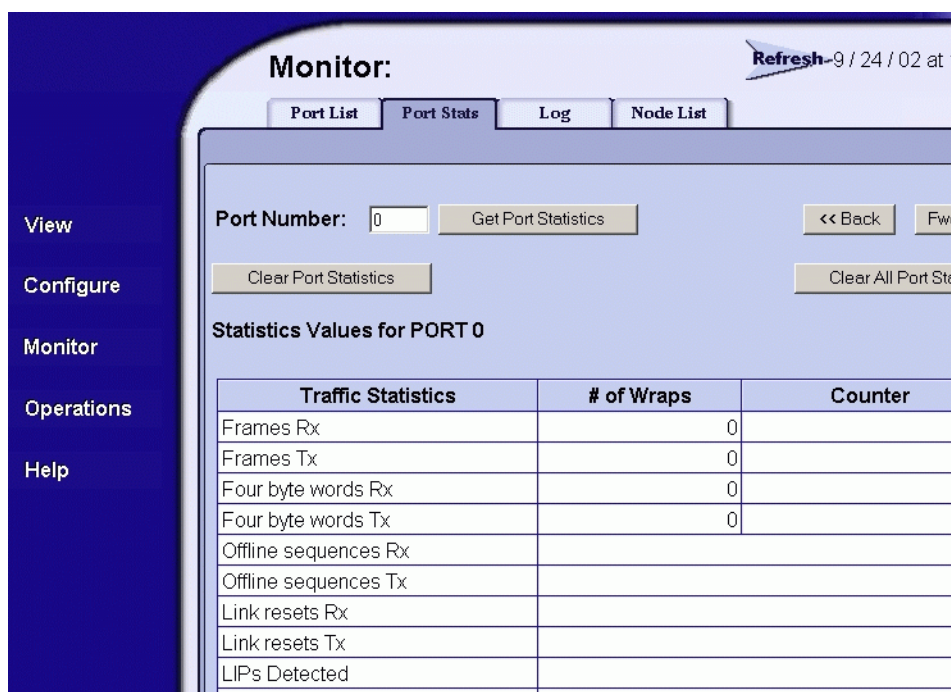 Monitor:
Refresh-9 / 24 / 02 at
Port List
Port Stats
Log
Node List
View
Configure
Monitor
Operations
Help
Port Number: 0 Get Port Statistics << Back
Clear Port Statistics Clear All Port
Statistics Values for PORT 0
Traffic Statistics # of Wraps Counter
Frames Rx 0
Frames Tx 0
Four byte words Rx 0
Four byte words Tx 0
Offline sequences Rx
Offline sequences Tx
Link resets Rx
Link resets Tx
LIPs Detected